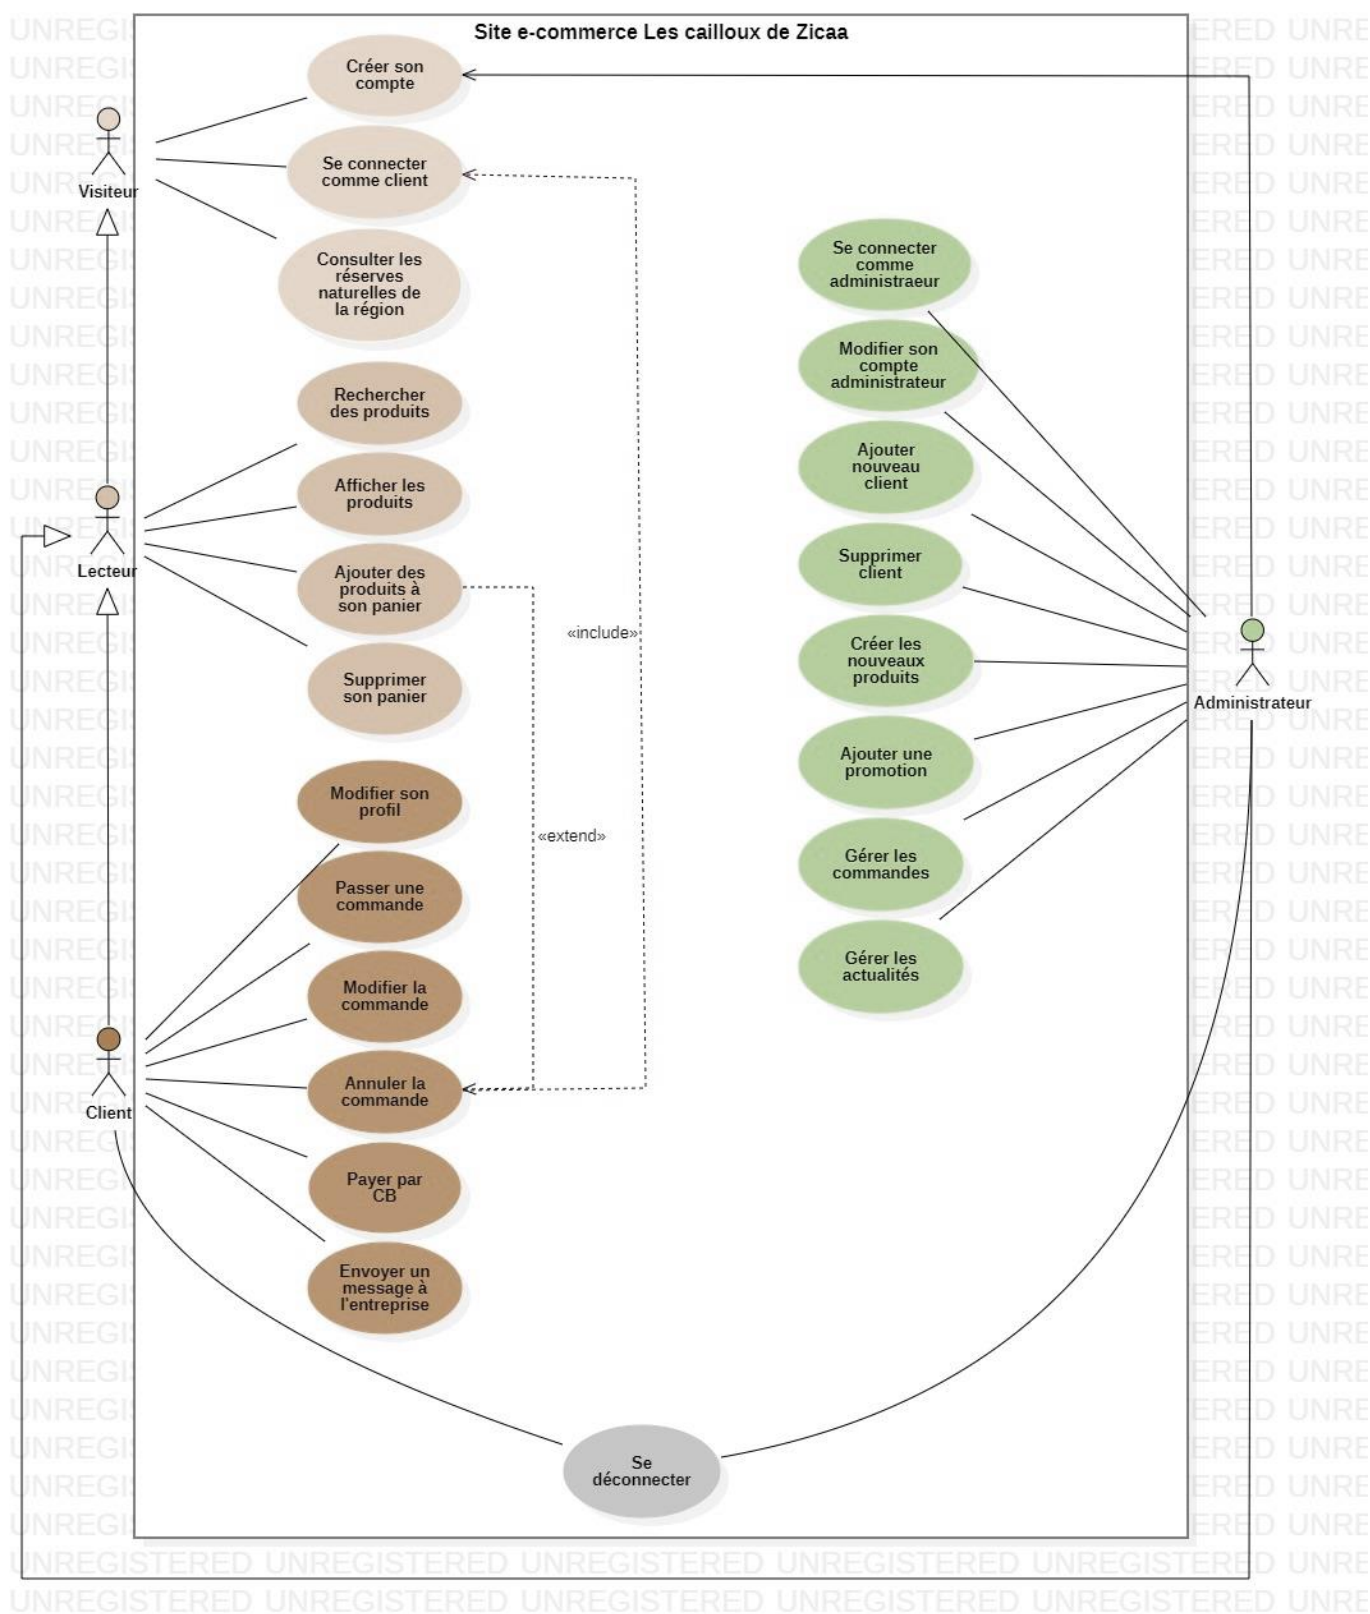 Site e-commerce Les cailloux de Zicaa
Créer son
compte
Se connecter
comme client
Consulter les
réserves
naturelles de
la région
Visiteur
Rechercher
des produits
Afficher les
produits
Ajouter des
produits à
son panier
Supprimer
son panier
Lecteur
«include»
«extend»
Modifier son
profil
Passer une
commande
Modifier la
commande
Annuler la
commande
Payer par
CB
Envoyer un
message à
l'entreprise
Client
Se connecter
comme
administraeur
Modifier son
compte
administrateur
Ajouter
nouveau
client
Supprimer
client
Créer les
nouveaux
produits
Ajouter une
promotion
Gérer les
commandes
Gérer les
actualités
Administrateur
Se
déconnecter
UNREGISTERED UNREGISTERED UNREGISTERED UNREGISTERED UNREGISTERED UNRE
UNREGISTERED UNREGISTERED UNREGISTERED UNREGISTERED UNREGISTERED UNRE